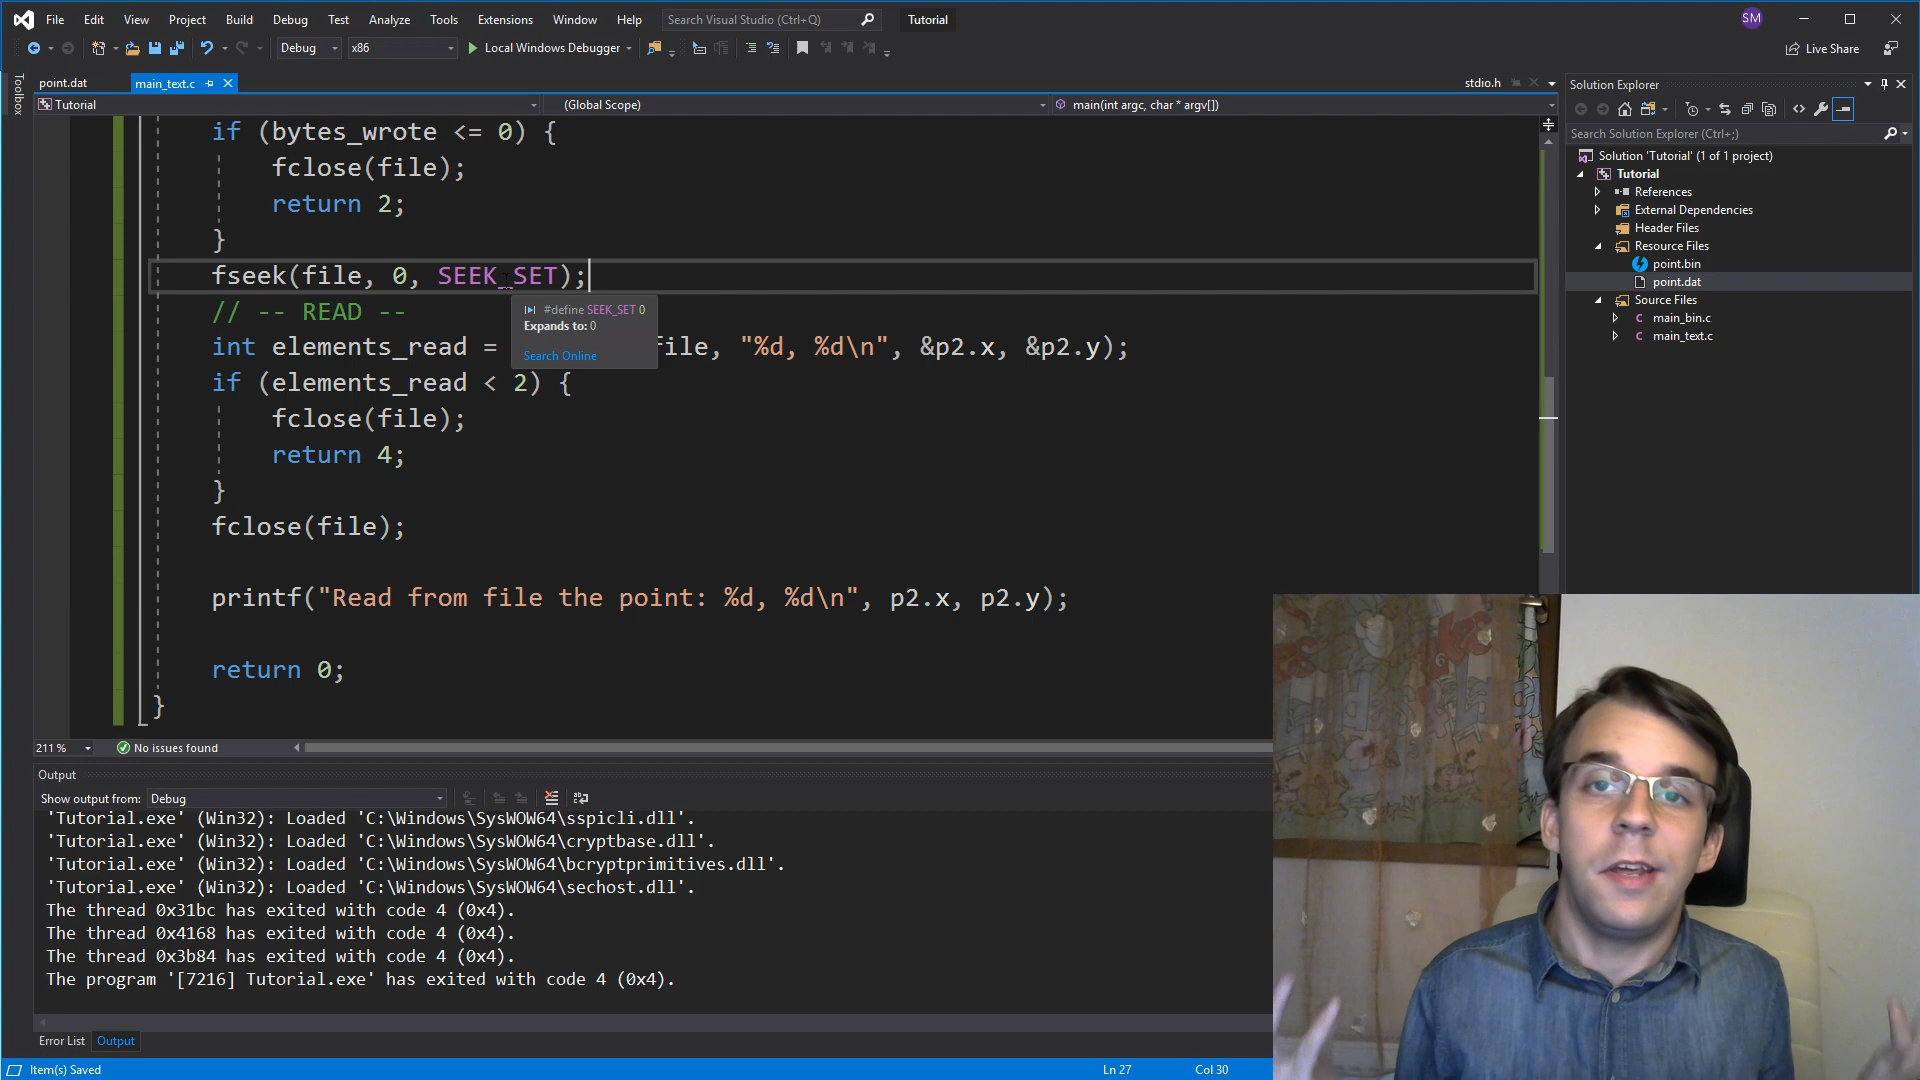 File Edit View Project Build Debug Test Analyze Tools Extensions Window Help Search Visual Studio (Ctrl+Q) Tutorial SM
Debug x86 Local Windows Debugger Live Share
Toolbox
point.dat main_text.c stdio.h
Tutorial (Global Scope) main(int argc, char * argv[])
if (bytes_wrote <= 0) {
fclose(file);
return 2;
}
fseek(file, 0, SEEK_SET);
// -- READ --
#define SEEK_SET 0
Expands to: 0
Search Online
int elements_read = file, "%d, %d\n", &p2.x, &p2.y);
if (elements_read < 2) {
fclose(file);
return 4;
}
fclose(file);
printf("Read from file the point: %d, %d\n", p2.x, p2.y);
return 0;
}
211 % No issues found
Output
Show output from: Debug
'Tutorial.exe' (Win32): Loaded 'C:\Windows\SysWOW64\sspicli.dll'.
'Tutorial.exe' (Win32): Loaded 'C:\Windows\SysWOW64\cryptbase.dll'.
'Tutorial.exe' (Win32): Loaded 'C:\Windows\SysWOW64\bcryptprimitives.dll'.
'Tutorial.exe' (Win32): Loaded 'C:\Windows\SysWOW64\sechost.dll'.
The thread 0x31bc has exited with code 4 (0x4).
The thread 0x4168 has exited with code 4 (0x4).
The thread 0x3b84 has exited with code 4 (0x4).
The program '[7216] Tutorial.exe' has exited with code 4 (0x4).
Error List Output
Item(s) Saved Ln 27 Col 30
Solution Explorer
Search Solution Explorer (Ctrl+;)
Solution 'Tutorial' (1 of 1 project)
Tutorial
References
External Dependencies
Header Files
Resource Files
point.bin
point.dat
Source Files
main_bin.c
main_text.c